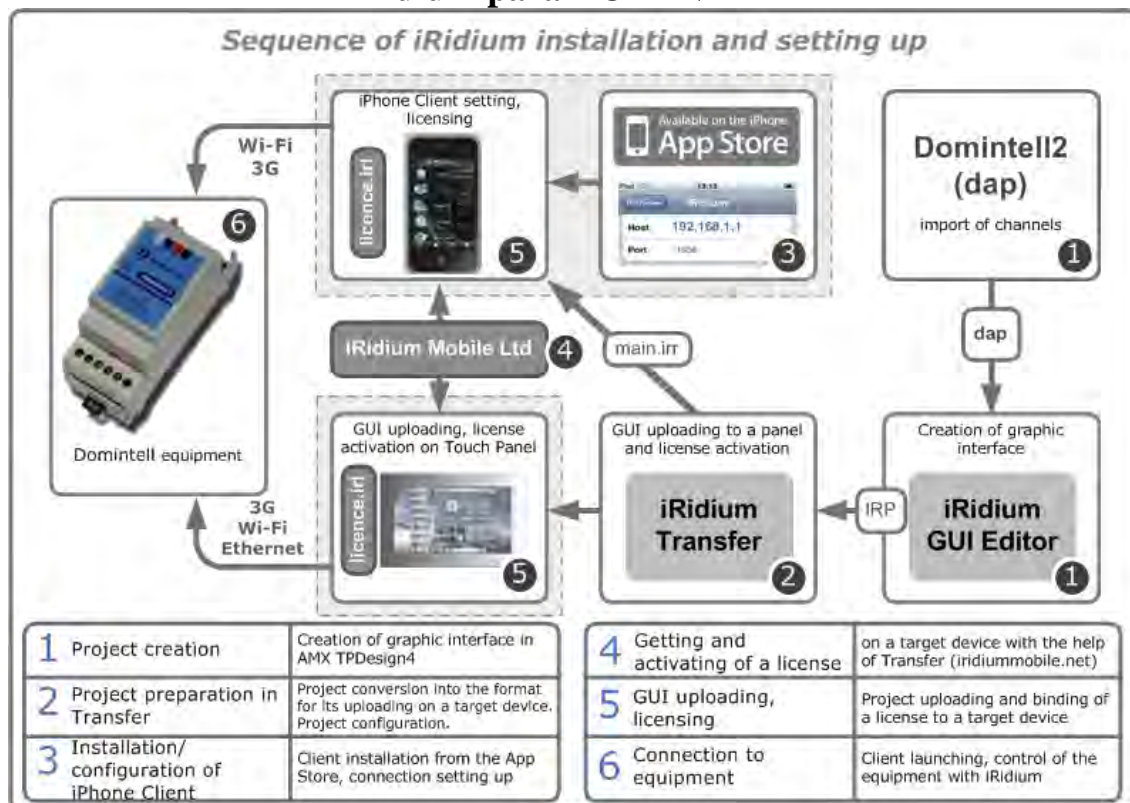 Sequence of iRidium installation and setting up
iPhone Client setting,
licensing
licence.irl
5
Wi-Fi
3G
Available on the iPhone
App Store
Host 192.168.1.1
Port
3
Domintell2
(dap)
import of channels
1
6
Domintell equipment
iRidium Mobile Ltd
4
main.irr
dap
GUI uploading, license
activation on Touch Panel
licence.irl
5
3G
Wi-Fi
Ethernet
GUI uploading to a panel
and license activation
iRidium
Transfer
2
IRP
Creation of graphic
interface
iRidium
GUI Editor
1
1 Project creation
Creation of graphic interface in
AMX TPDesign4
2 Project preparation in
Transfer
Project conversion into the format
for its uploading on a target device.
Project configuration.
3 Installation/
configuration of
iPhone Client
Client installation from the App
Store, connection setting up
4 Getting and
activating of a license
on a target device with the help
of Transfer (iridiummobile.net)
5 GUI uploading,
licensing
Project uploading and binding of
a license to a target device
6 Connection to
equipment
Client launching, control of the
equipment with iRidium